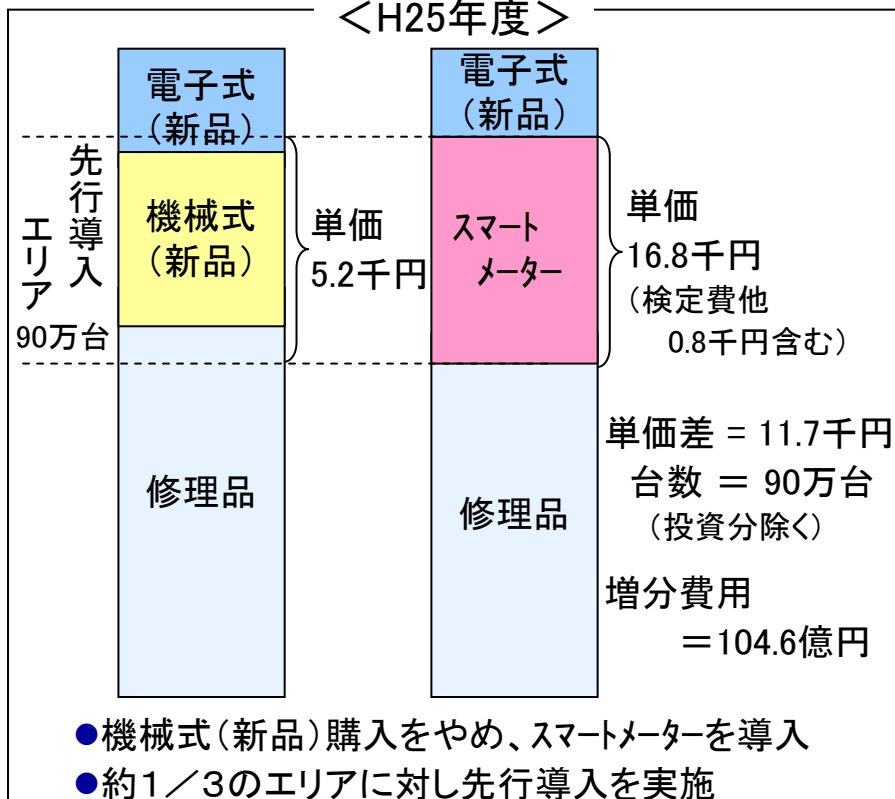 ＜H25年度＞
電子式
（新品）
機械式
（新品）
修理品
先行導入
エリア
90万台
単価
5.2千円
電子式
（新品）
ｽﾏｰﾄ
ﾒｰﾀｰ
修理品
単価
16.8千円
（検定費他
0.8千円含む）
単価差 = 11.7千円
台数 ＝ 90万台
（投資分除く）
増分費用
＝104.6億円
●機械式（新品）購入をやめ、ｽﾏｰﾄﾒｰﾀｰを導入
●約１／３のエリアに対し先行導入を実施